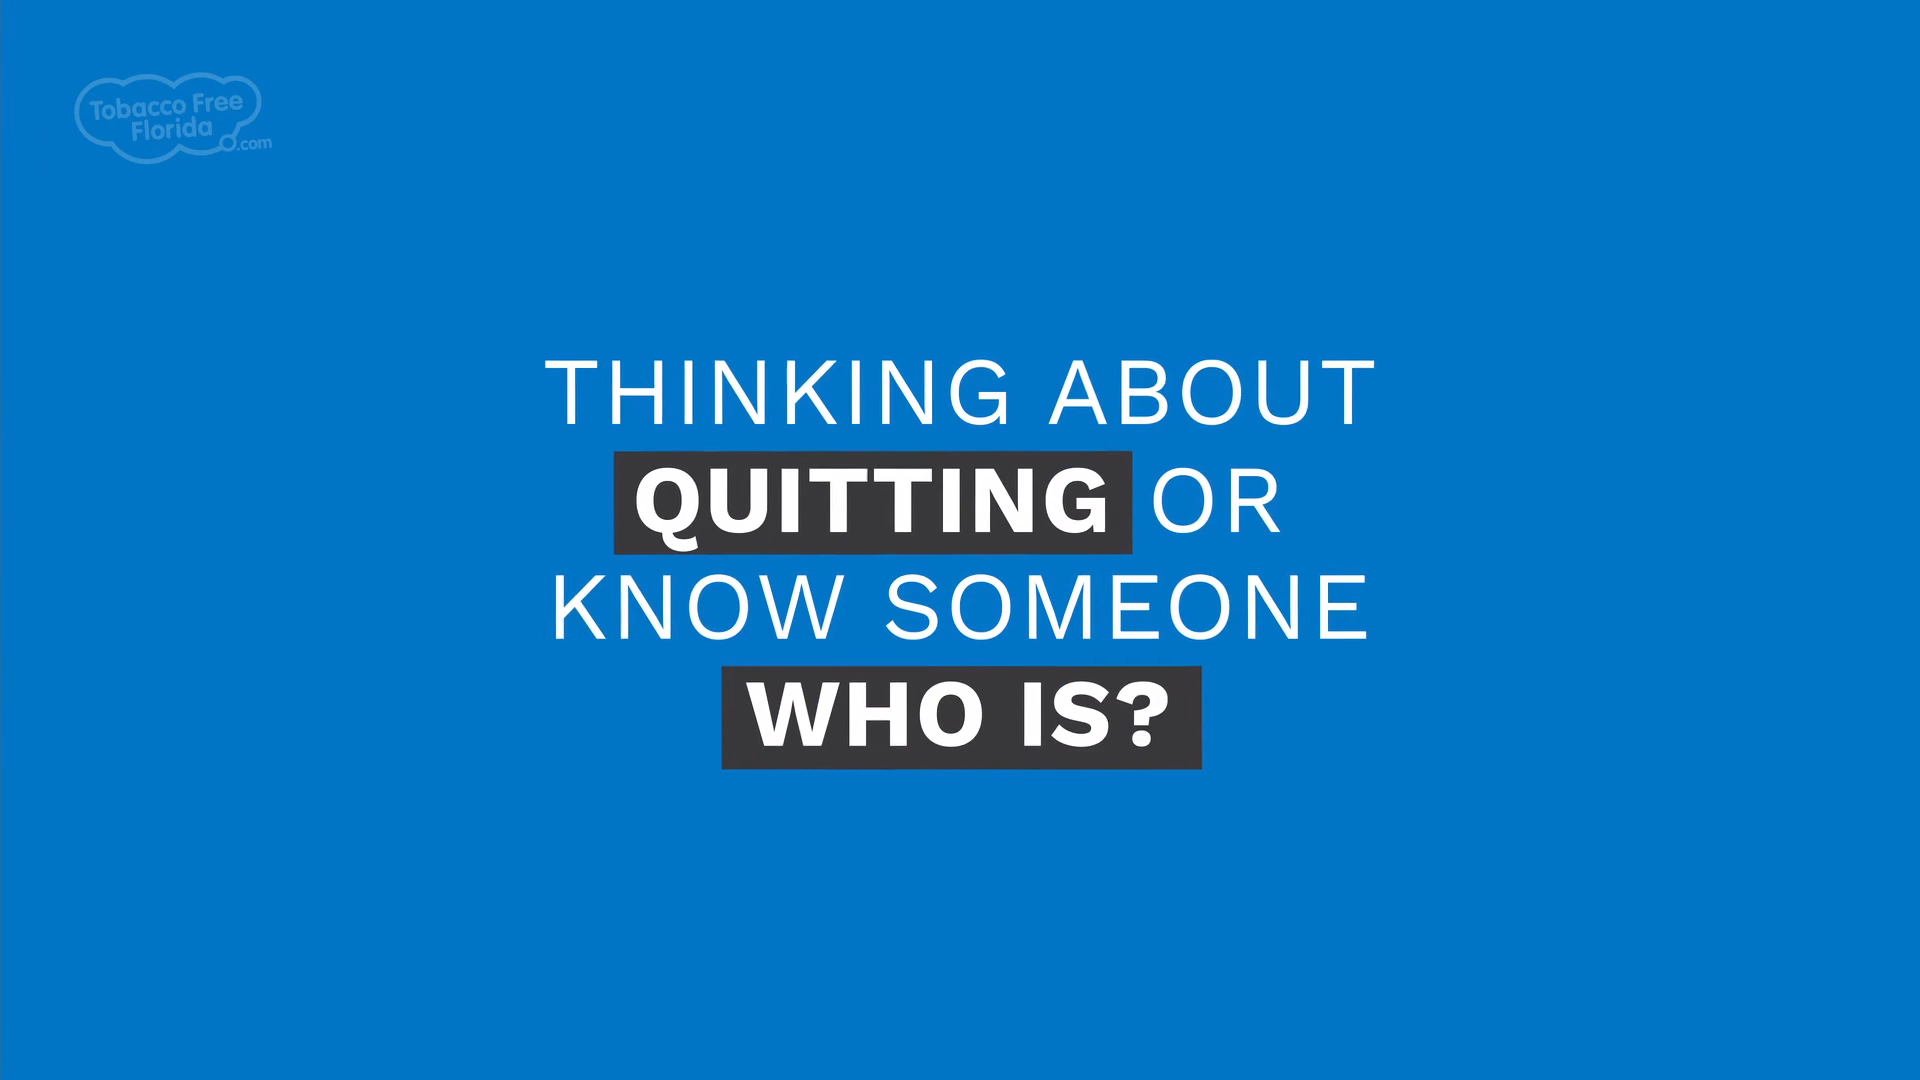 Tobacco Free
Florida
.com
THINKING ABOUT
QUITTING OR
KNOW SOMEONE
WHO IS?